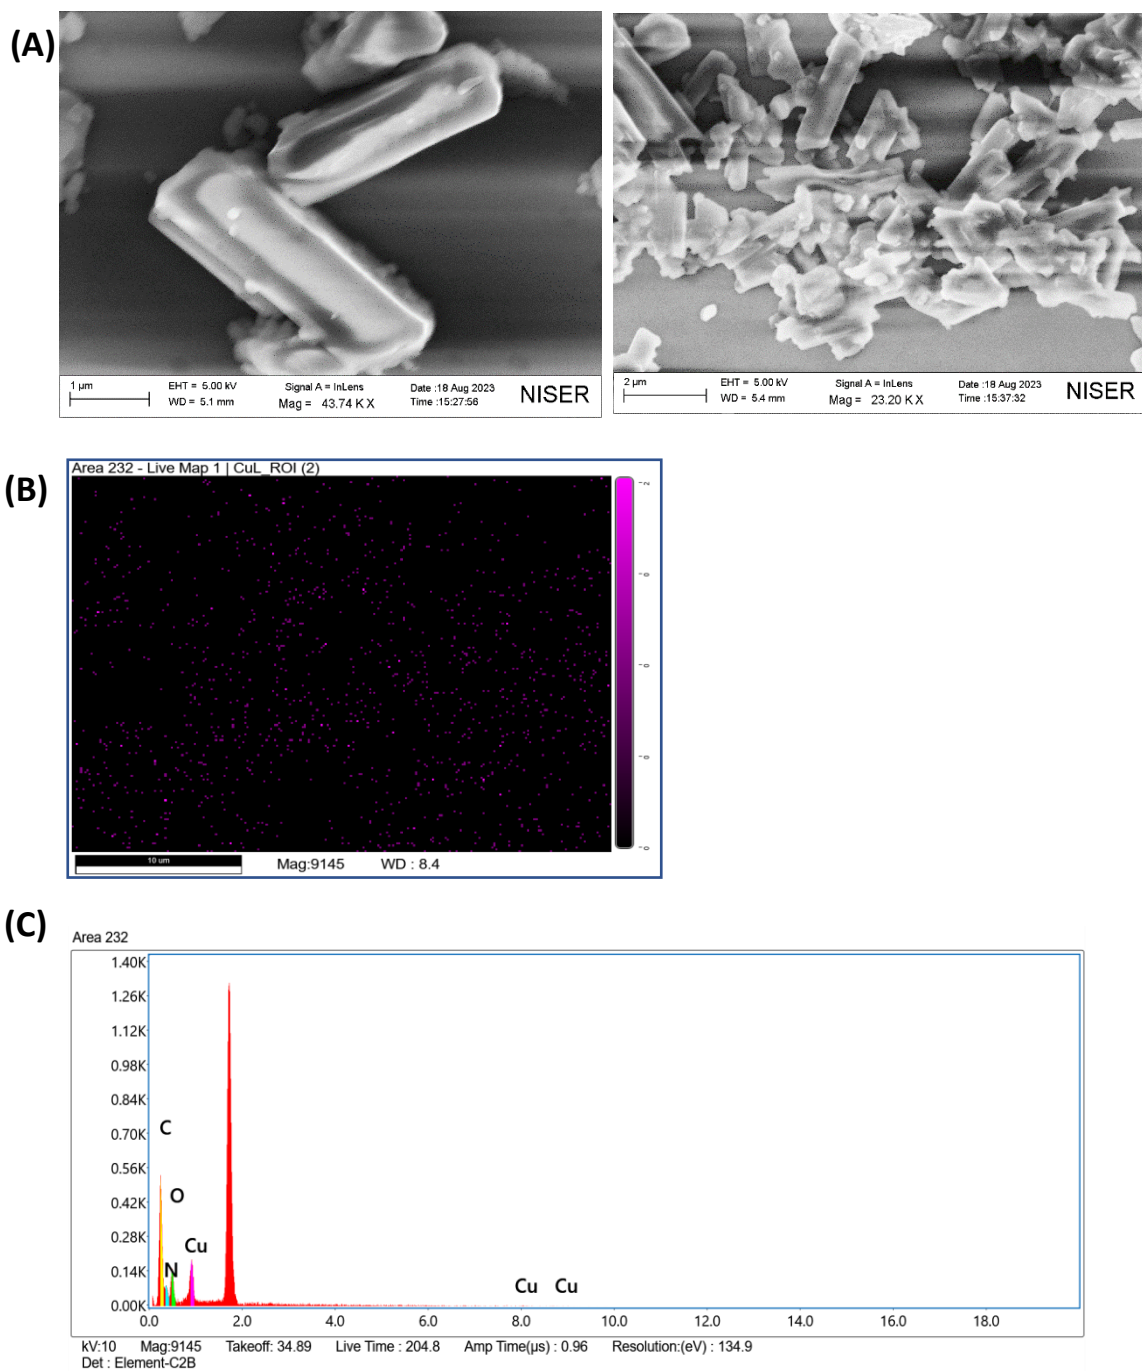 (A)
1 µm
EHT = 5.00 kV
WD = 5.1 mm
Signal A = InLens
Mag = 43.74 K X
Date :18 Aug 2023
Time :15:27:56
NISER
2 µm
EHT = 5.00 kV
WD = 5.4 mm
Signal A = InLens
Mag = 23.20 K X
Date :18 Aug 2023
Time :15:37:32
NISER
(B)
Area 232 - Live Map 1 | CuL_ROI (2)
2
0
0
0
0
10 um
Mag:9145 WD : 8.4
(C)
Area 232
1.40K
1.26K
1.12K
0.98K
0.84K
0.70K
0.56K
0.42K
0.28K
0.14K
0.00K
C
O
N
Cu
Cu Cu
0.0 2.0 4.0 6.0 8.0 10.0 12.0 14.0 16.0 18.0
kV:10 Mag:9145 Takeoff: 34.89 Live Time : 204.8 Amp Time(µs) : 0.96 Resolution:(eV) : 134.9
Det : Element-C2B